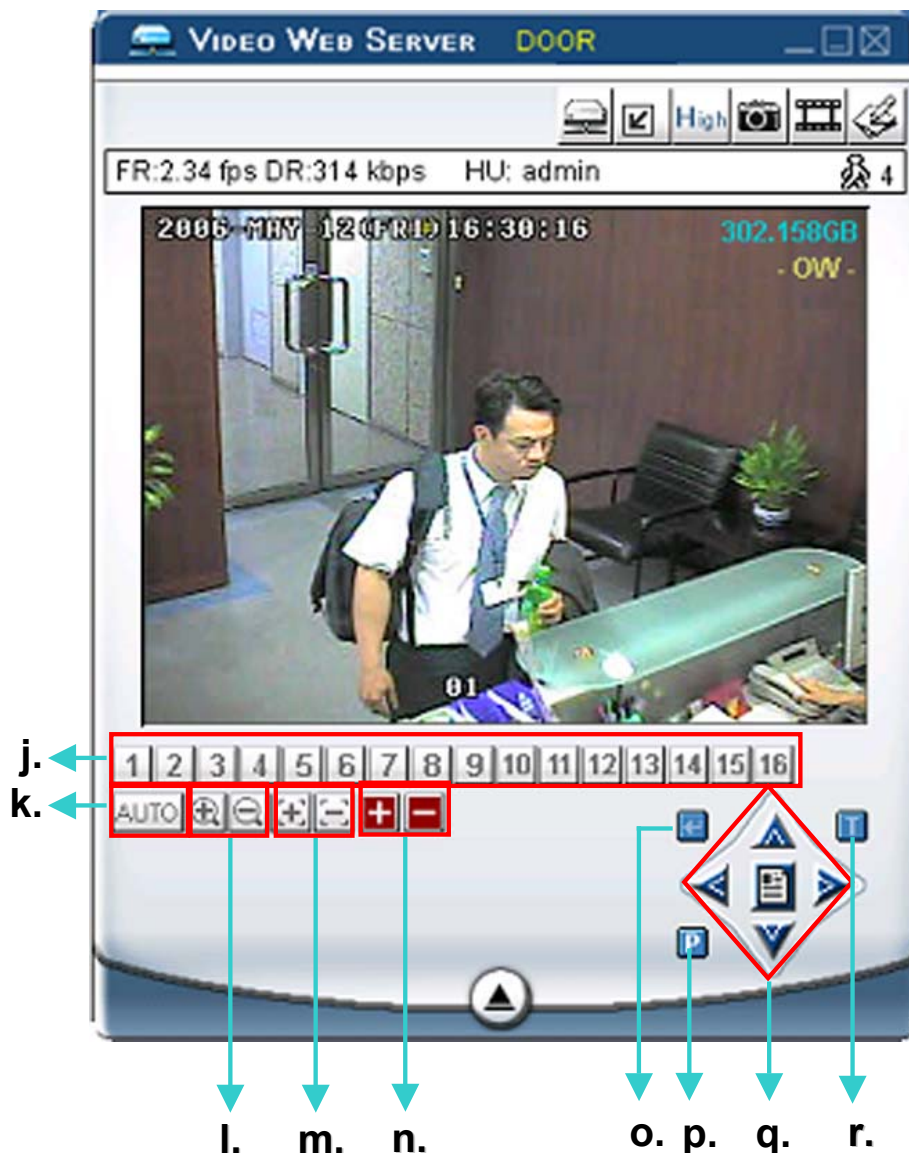 VIDEO WEB SERVER DOOR
High
FR:2.34 fps DR:314 kbps HU: admin 4
2006-MAY 12(FRI)16:30:16 302.158GB
- OW -
01
j. 1 2 3 4 5 6 7 8 9 10 11 12 13 14 15 16
k. AUTO
T
P
l. m. n. o. p. q. r.